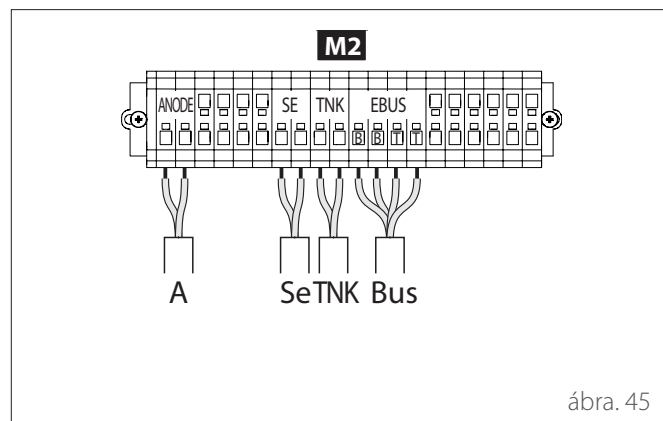 M2
ANODE SE TNK EBUS
B B T T
A Se TNK Bus
ábra. 45